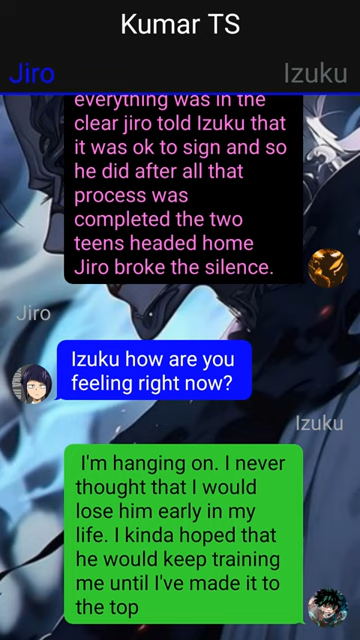 Kumar TS
Jiro
Izuku
everything was in the
clear jiro told Izuku that
it was ok to sign and so
he did after all that
process was
completed the two
teens headed home
Jiro broke the silence.
Jiro
Izuku how are you
feeling right now?
Izuku
I'm hanging on. I never
thought that I would
lose him early in my
life. I kinda hoped that
he would keep training
me until I've made it to
the top